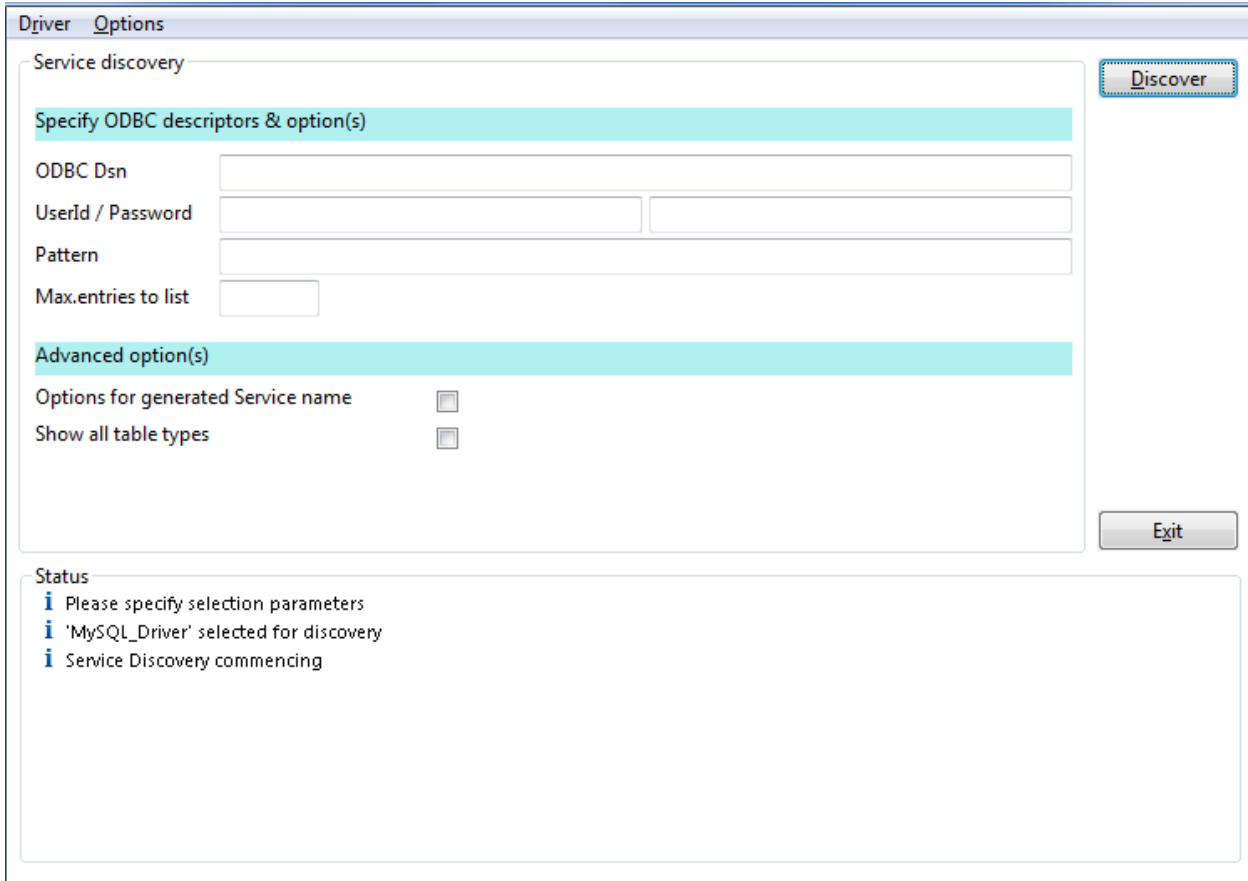 Driver Options
Service discovery
Discover
Specify ODBC descriptors & option(s)
ODBC Dsn
UserId / Password
Pattern
Max.entries to list
Advanced option(s)
Options for generated Service name
Show all table types
Exit
Status
i Please specify selection parameters
i 'MySQL_Driver' selected for discovery
i Service Discovery commencing